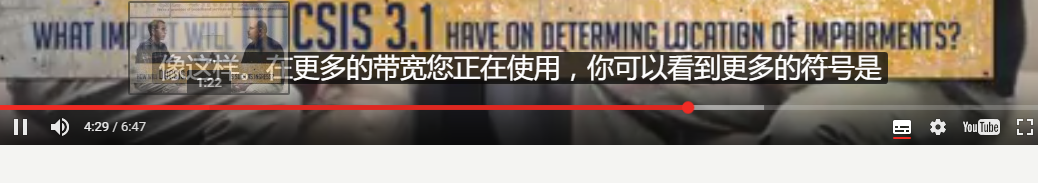 WHAT IMPACT WILL DOCSIS 3.1 HAVE ON DETERMING LOCATION OF IMPAIRMENTS?
像这样。在更多的带宽您正在使用，你可以看到更多的符号是
1:22
4:29 / 6:47
YouTube